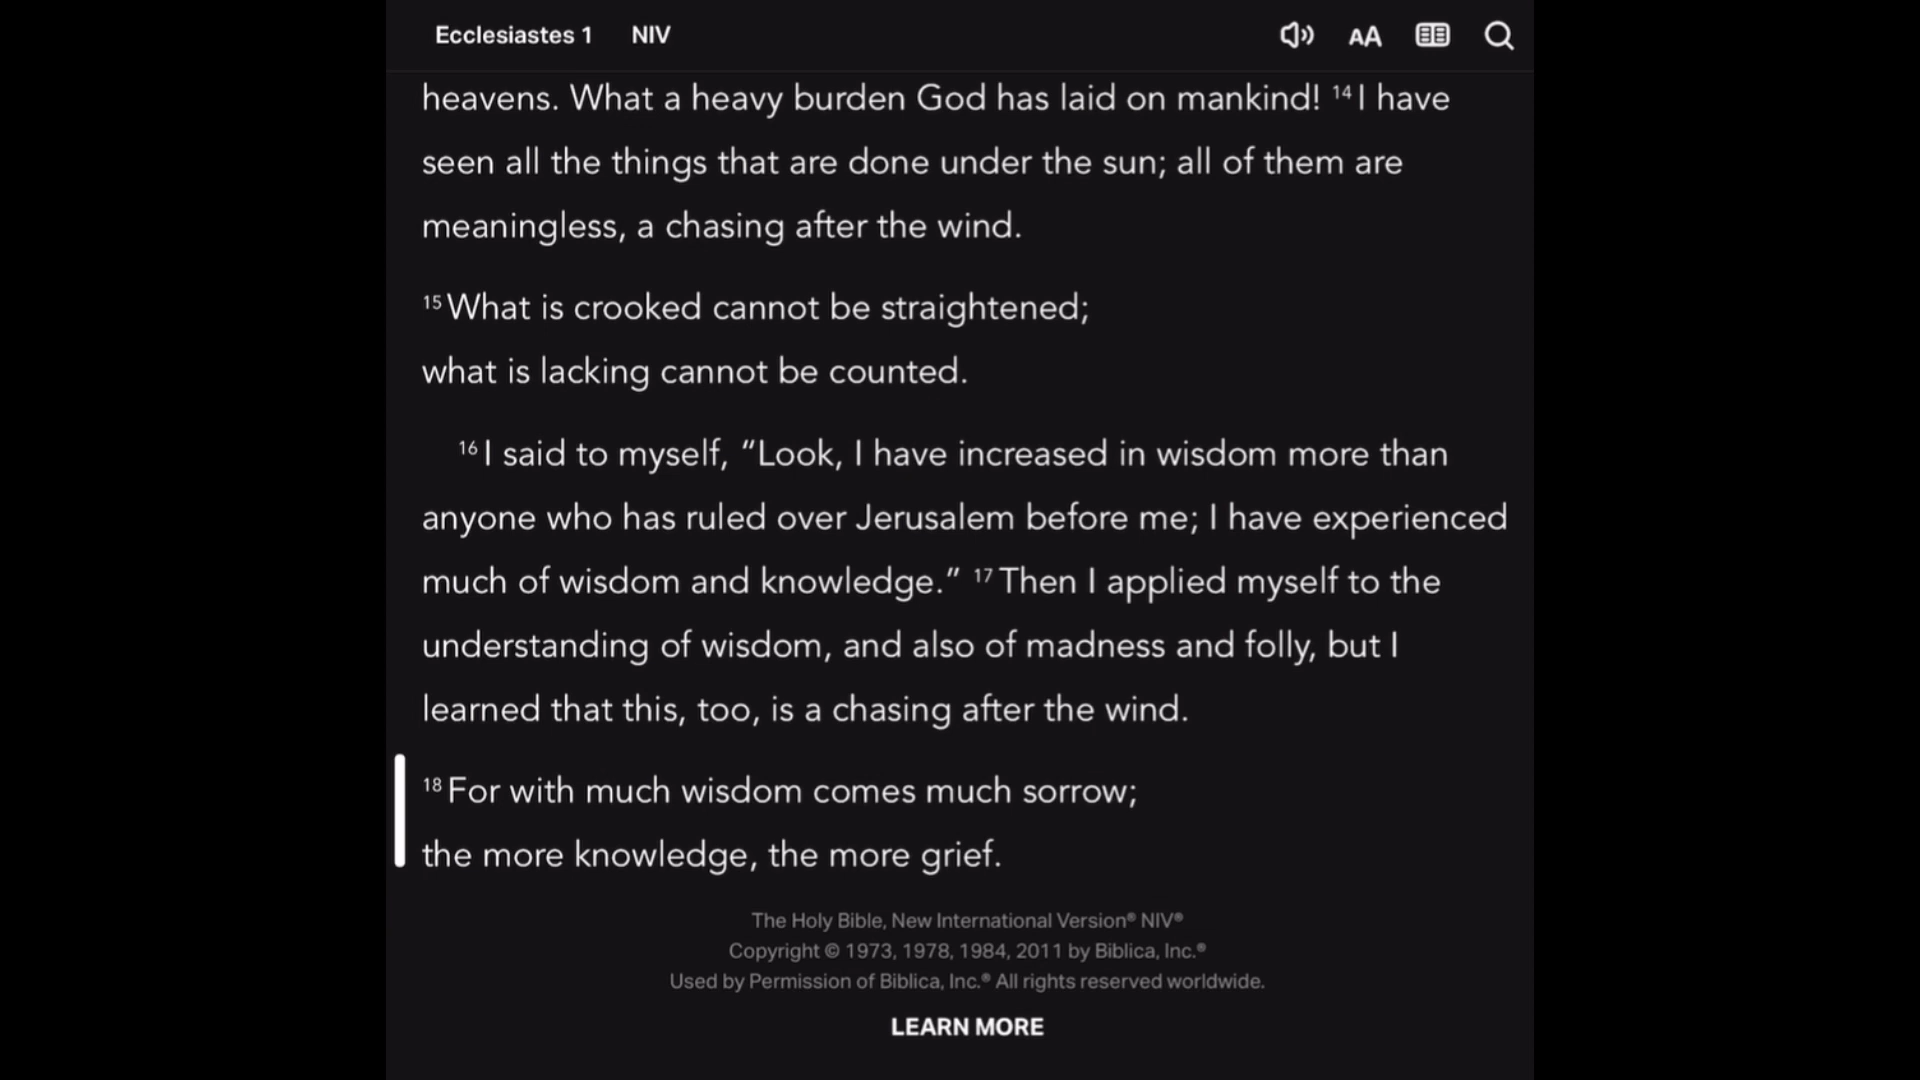 Ecclesiastes 1 NIV AA
heavens. What a heavy burden God has laid on mankind! 14 I have
seen all the things that are done under the sun; all of them are
meaningless, a chasing after the wind.
15 What is crooked cannot be straightened;
what is lacking cannot be counted.
16 I said to myself, “Look, I have increased in wisdom more than
anyone who has ruled over Jerusalem before me; I have experienced
much of wisdom and knowledge.” 17 Then I applied myself to the
understanding of wisdom, and also of madness and folly, but I
learned that this, too, is a chasing after the wind.
18 For with much wisdom comes much sorrow;
the more knowledge, the more grief.
The Holy Bible, New International Version® NIV®
Copyright © 1973, 1978, 1984, 2011 by Biblica, Inc.®
Used by Permission of Biblica, Inc.® All rights reserved worldwide.
LEARN MORE